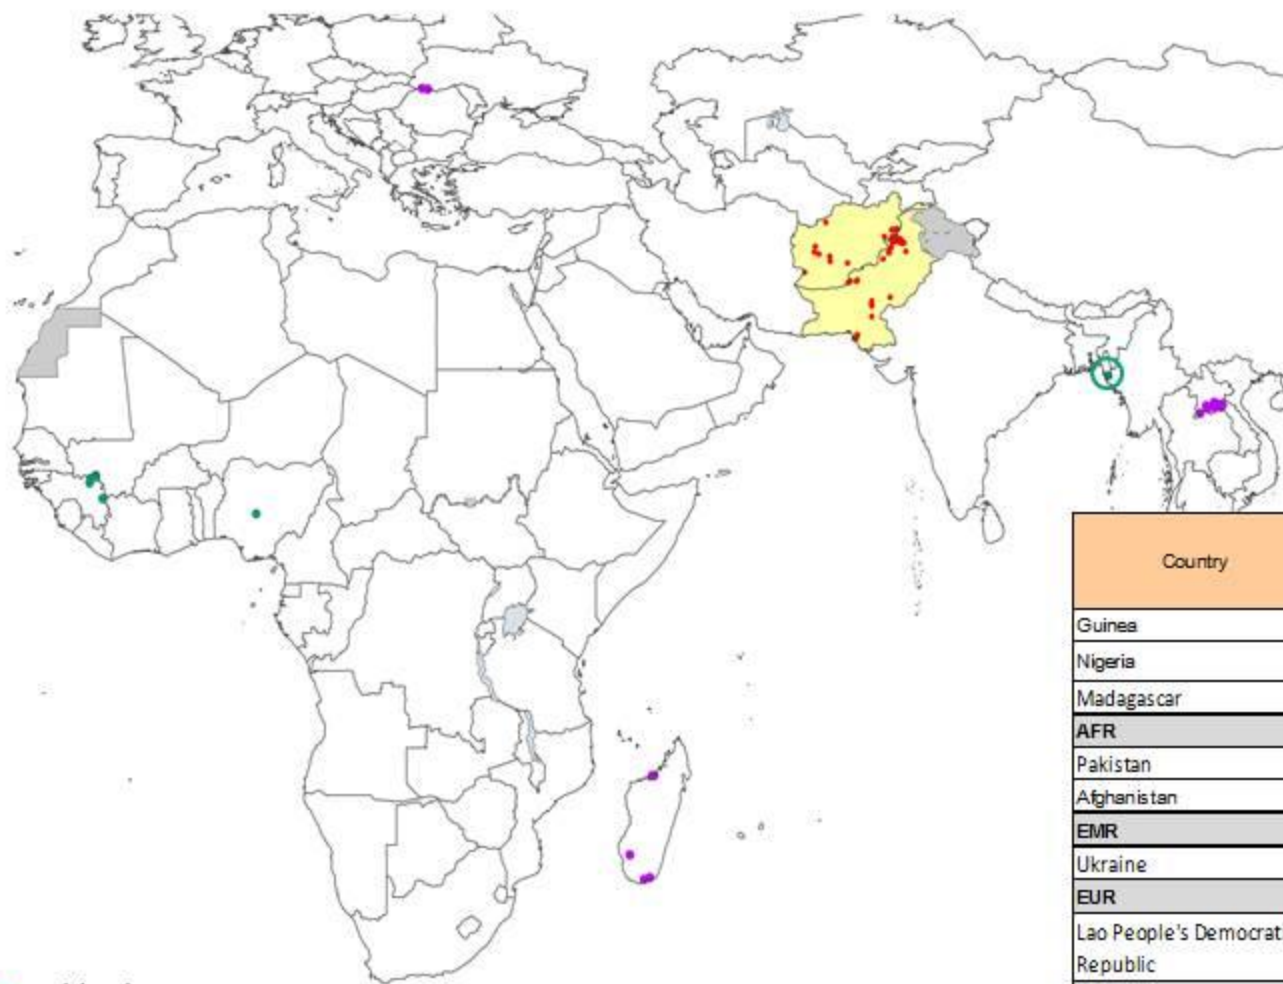 Country
Guinea
Nigeria
Madagascar
AFR
Pakistan
Afghanistan
EMR
Ukraine
EUR
Lao People's Democrat
Republic